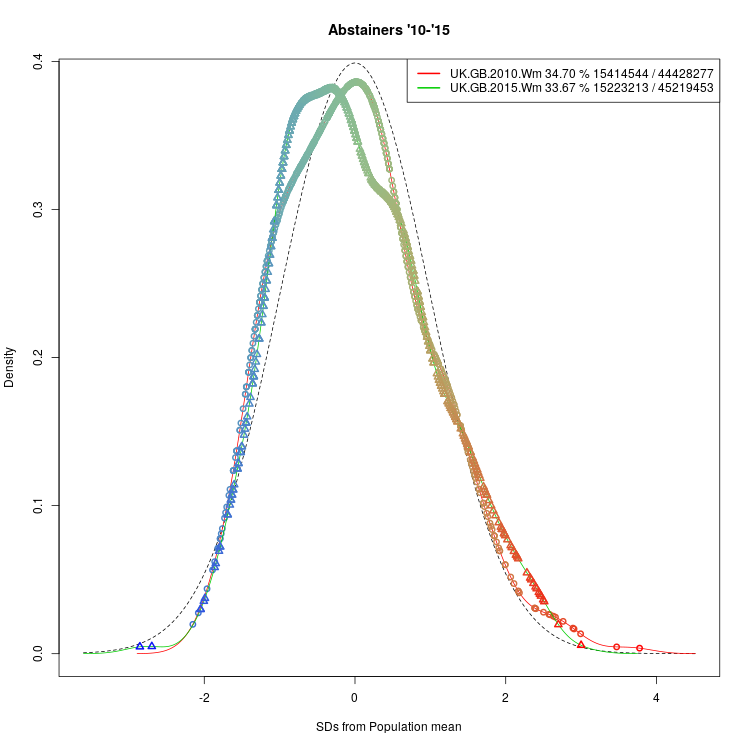 Abstainers '10-'15
UK.GB.2010.Wm 34.70 % 15414544 / 44428277
UK.GB.2015.Wm 33.67 % 15223213 / 45219453
0.4
0.3
0.2
0.1
0.0
Density
-2
0
2
4
SDs from Population mean